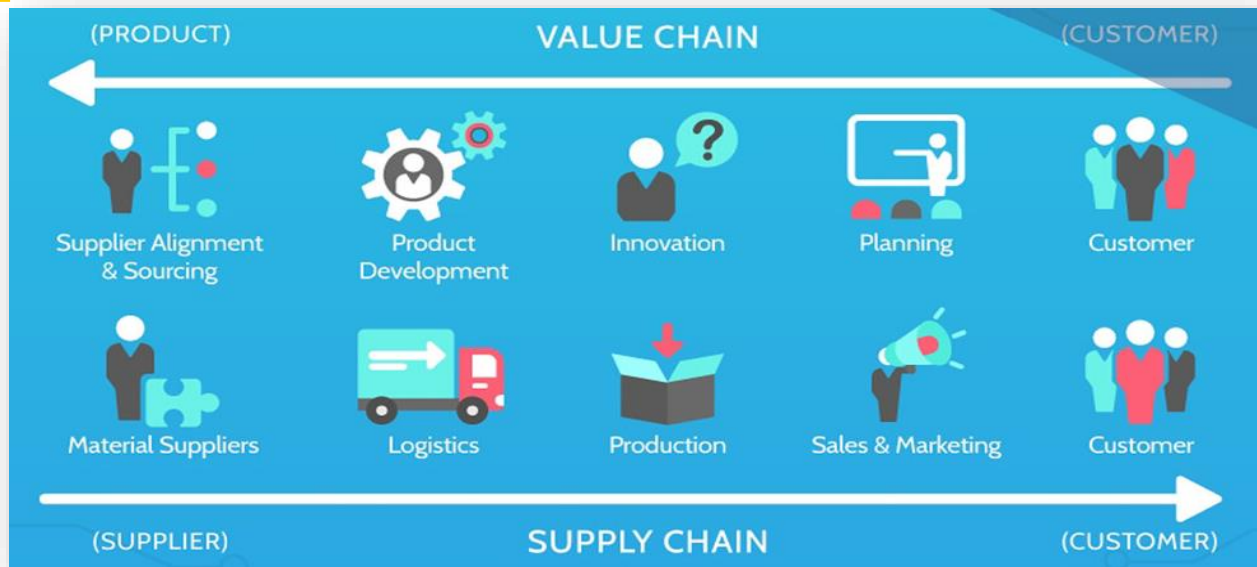 (PRODUCT) VALUE CHAIN (CUSTOMER)
?
Supplier Alignment
& Sourcing
Product
Development
Innovation
Planning
Customer
Material Suppliers
Logistics
Production
Sales & Marketing
Customer
(SUPPLIER) SUPPLY CHAIN (CUSTOMER)